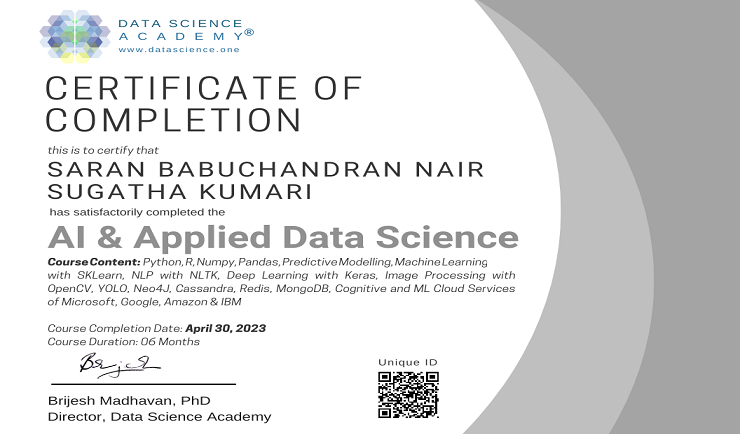 DATA SCIENCE
ACADEMY®
www.datascience.one
CERTIFICATE OF
COMPLETION
this is to certify that
SARAN BABUCHANDRAN NAIR
SUGATHA KUMARI
has satisfactorily completed the
AI & Applied Data Science
Course Content: Python, R, Numpy, Pandas, Predictive Modelling, Machine Learning
with SKLearn, NLP with NLTK, Deep Learning with Keras, Image Processing with
OpenCV, YOLO, Neo4J, Cassandra, Redis, MongoDB, Cognitive and ML Cloud Services
of Microsoft, Google, Amazon & IBM
Course Completion Date: April 30, 2023
Course Duration: 06 Months
Unique ID
Brijesh Madhavan, PhD
Director, Data Science Academy